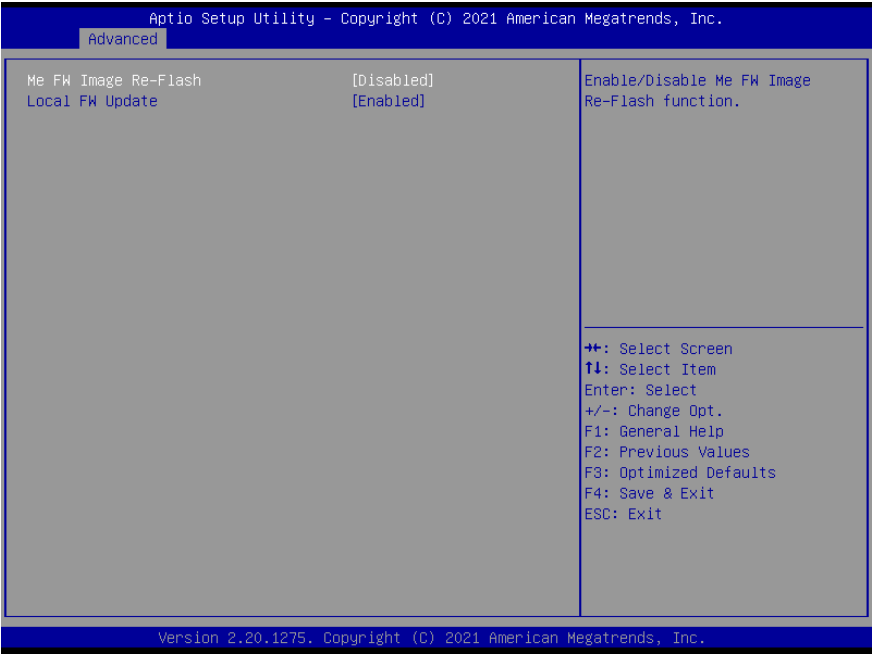 Aptio Setup Utility – Copyright (C) 2021 American Megatrends, Inc.
Advanced
Me FW Image Re-Flash [Disabled]
Local FW Update [Enabled]
Enable/Disable Me FW Image
Re-Flash function.
→←: Select Screen
↑↓: Select Item
Enter: Select
+/-: Change Opt.
F1: General Help
F2: Previous Values
F3: Optimized Defaults
F4: Save & Exit
ESC: Exit
Version 2.20.1275. Copyright (C) 2021 American Megatrends, Inc.